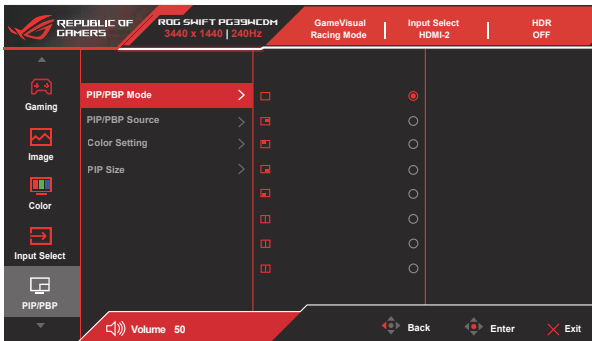 REPUBLIC OF
GAMERS
ROG SWIFT PG39WCDM
3440 x 1440 | 240Hz
GameVisual
Racing Mode
Input Select
HDMI-2
HDR
OFF
Gaming
Image
Color
Input Select
PIP/PBP
PIP/PBP Mode
PIP/PBP Source
Color Setting
PIP Size
Volume 50
Back
Enter
Exit